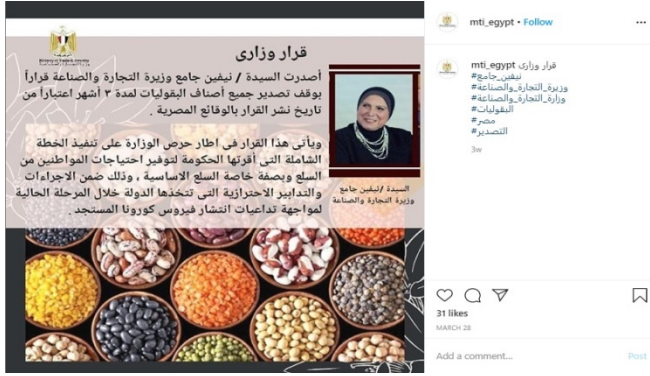 قرار وزارى
أصدرت السيدة / نيفين جامع وزيرة التجارة والصناعة قراراً
بوقف تصدير جميع أصناف البقوليات لمدة ٣ أشهر اعتباراً من
تاريخ نشر القرار بالوقائع المصرية .
ويأتى هذا القرار فى اطار حرص الوزارة على تنفيذ الخطة
الشاملة التى أقرتها الحكومة لتوفير احتياجات المواطنين من
السلع وبصفة خاصة السلع الاساسية ، وذلك ضمن الاجراءات
والتدابير الاحترازية التى تتخذها الدولة خلال المرحلة الحالية
لمواجهة تداعيات انتشار فيروس كورونا المستجد .
السيدة /نيفين جامع
وزيرة التجارة والصناعة
mti_egypt • Follow
mti_egypt قرار وزارى
#نيفين_جامع
#وزيرة_التجارة_والصناعة
#وزارة_التجارة_والصناعة
#البقوليات
#مصر
#التصدير
3w
31 likes
MARCH 28
Add a comment...
Post